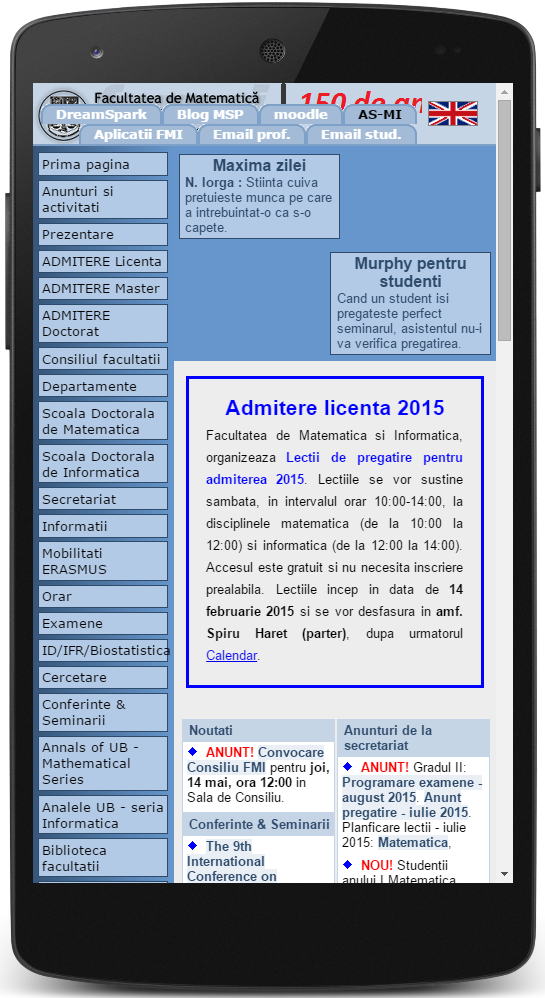 Facultatea de Matematică
150 de an
DreamSpark
Blog MSP
moodle
AS-MI
Aplicatii FMI
Email prof.
Email stud.
Prima pagina
Anunturi si
activitati
Prezentare
ADMITERE Licenta
ADMITERE Master
ADMITERE
Doctorat
Consiliul facultatii
Departamente
Scoala Doctorala
de Matematica
Scoala Doctorala
de Informatica
Secretariat
Informatii
Mobilitati
ERASMUS
Orar
Examene
ID/IFR/Biostatistica
Cercetare
Conferinte &
Seminarii
Annals of UB -
Mathematical
Series
Analele UB - seria
Informatica
Biblioteca
facultatii
Maxima zilei
N. Iorga : Stiinta cuiva
pretuieste munca pe care
a intrebuintat-o ca s-o
capete.
Murphy pentru
studenti
Cand un student isi
pregateste perfect
seminarul, asistentul nu-i
va verifica pregatirea.
Admitere licenta 2015
Facultatea de Matematica si Informatica,
organizeaza Lectii de pregatire pentru
admiterea 2015. Lectiile se vor sustine
sambata, in intervalul orar 10:00-14:00, la
disciplinele matematica (de la 10:00 la
12:00) si informatica (de la 12:00 la 14:00).
Accesul este gratuit si nu necesita inscriere
prealabila. Lectiile incep in data de 14
februarie 2015 si se vor desfasura in amf.
Spiru Haret (parter), dupa urmatorul
Calendar.
Noutati
ANUNT! Convocare
Consiliu FMI pentru joi,
14 mai, ora 12:00 in
Sala de Consiliu.
Conferinte & Seminarii
The 9th
International
Conference on
Anunturi de la
secretariat
ANUNT! Gradul II:
Programare examene -
august 2015. Anunt
pregatire - iulie 2015.
Planficare lectii - iulie
2015: Matematica,
NOU! Studentii
anului I Matematica